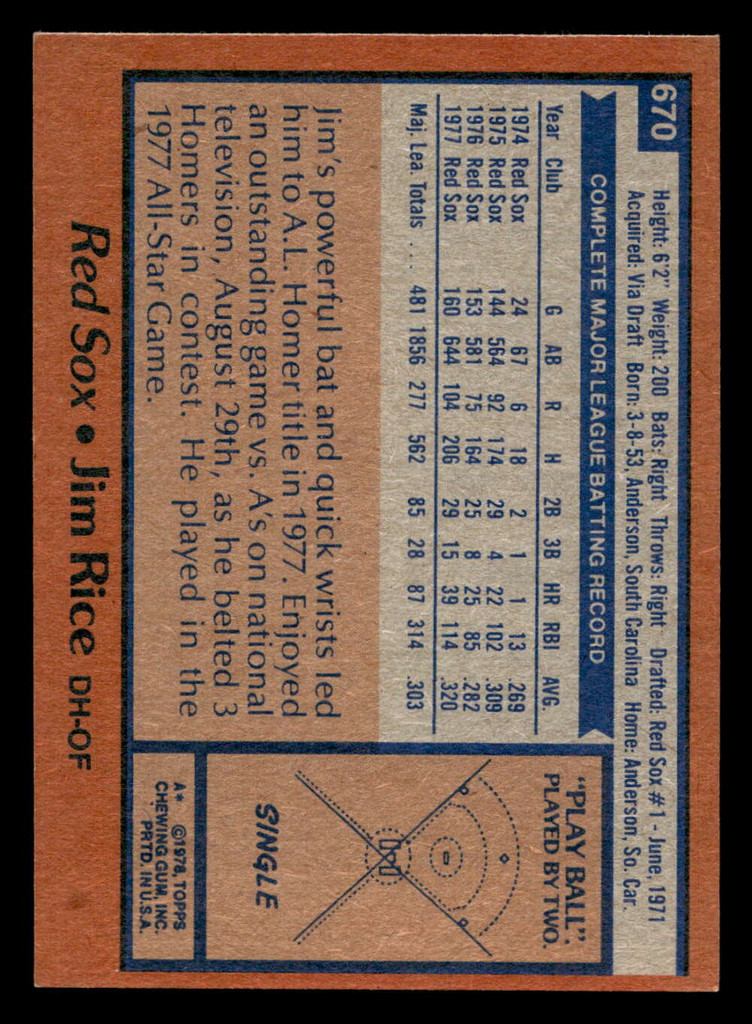 670
Height: 6'2" Weight: 200 Bats: Right Throws: Right Drafted: Red Sox #1 - June, 1971
Acquired: Via Draft Born: 3-8-53, Anderson, South Carolina Home: Anderson, So. Car.
COMPLETE MAJOR LEAGUE BATTING RECORD
Year Club G AB R H 2B 3B HR RBI AVG.
1974 Red Sox 24 67 6 18 2 1 1 13 .269
1975 Red Sox 144 564 92 174 29 4 22 102 .309
1976 Red Sox 153 581 75 164 25 8 25 85 .282
1977 Red Sox 160 644 104 206 29 15 39 114 .320
Maj. Lea. Totals ... 481 1856 277 562 85 28 87 314 .303
Jim's powerful bat and quick wrists led
him to A.L. Homer title in 1977. Enjoyed
an outstanding game vs. A's on national
television, August 29th, as he belted 3
Homers in contest. He played in the
1977 All-Star Game.
"PLAY BALL".
PLAYED BY TWO.
SINGLE
A* ©1978, TOPPS
CHEWING GUM, INC.
PRTD. IN U.S.A.
Red Sox • Jim Rice DH-OF